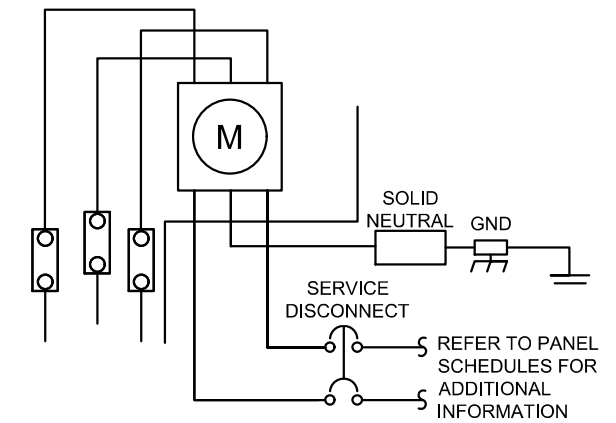 M
SOLID
NEUTRAL
GND
SERVICE
DISCONNECT
REFER TO PANEL
SCHEDULES FOR
ADDITIONAL
INFORMATION